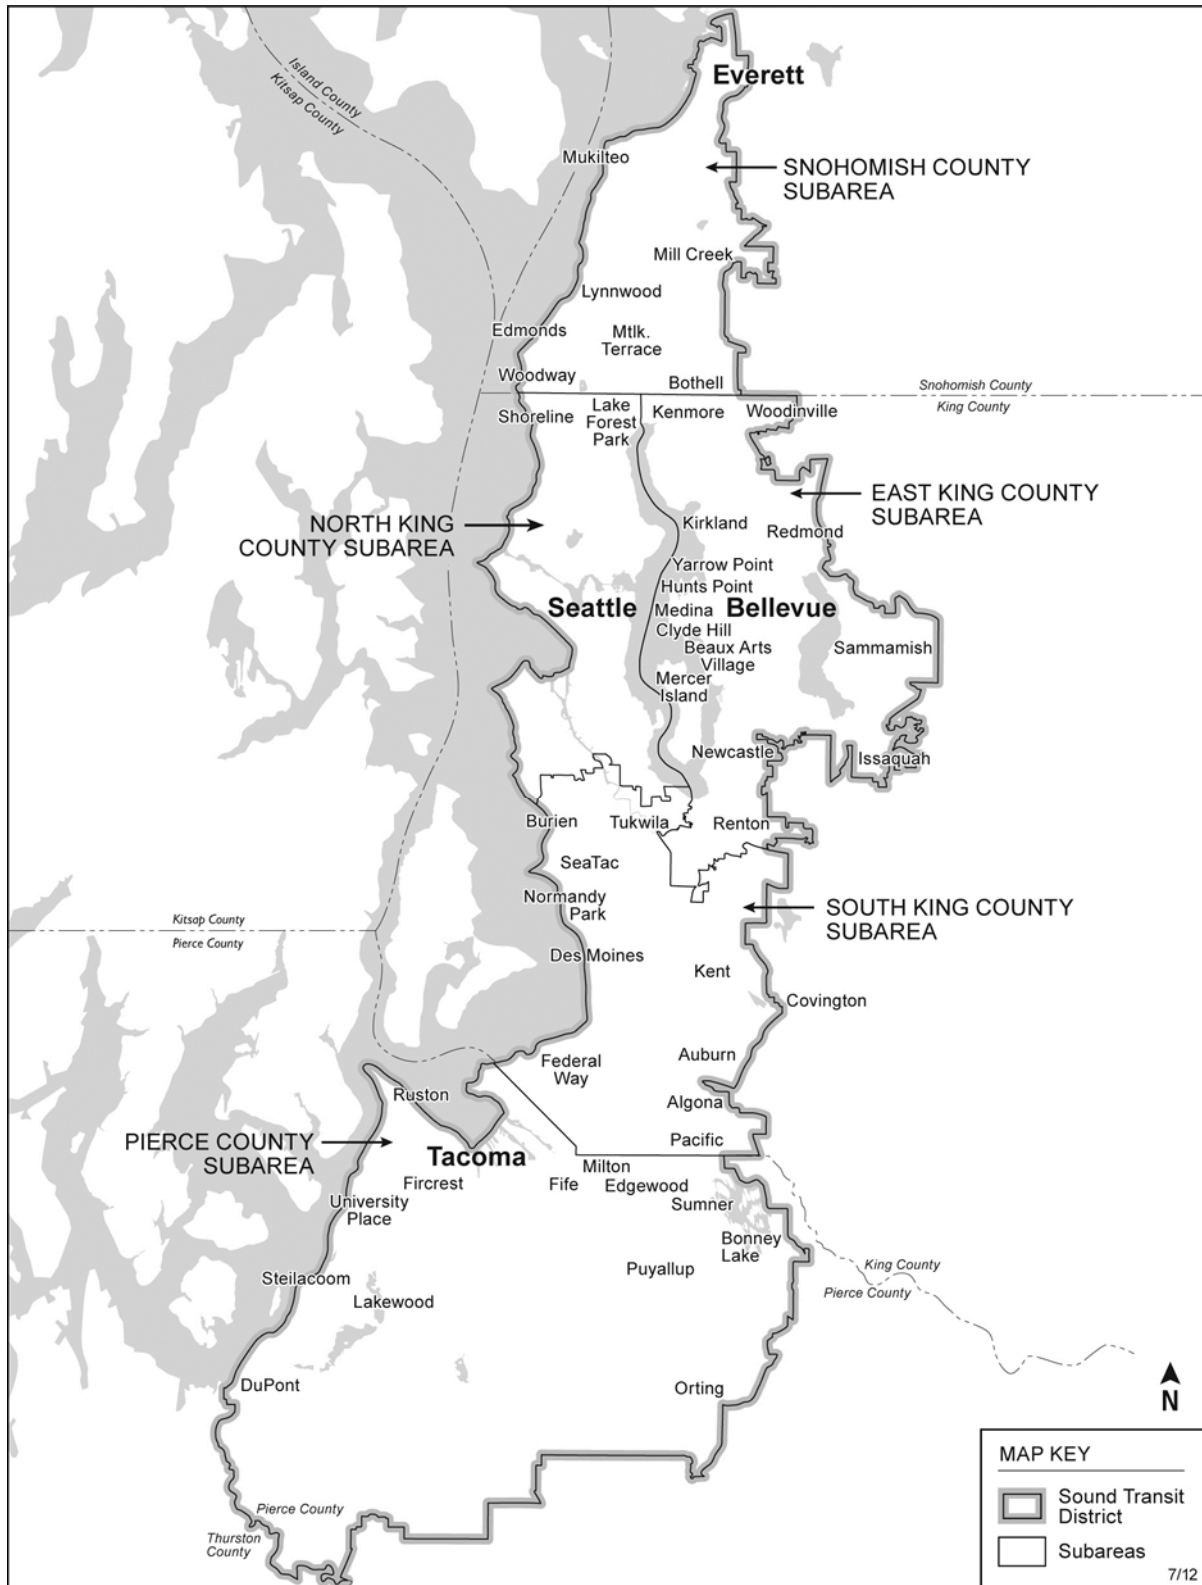 Everett
Island County
Kitsap County
Mukilteo
SNOHOMISH COUNTY
SUBAREA
Mill Creek
Lynnwood
Edmonds
Mtlk.
Terrace
Woodway
Bothell
Snohomish County
King County
Shoreline
Lake
Forest
Park
Kenmore
Woodinville
EAST KING COUNTY
SUBAREA
NORTH KING
COUNTY SUBAREA
Kirkland
Redmond
Yarrow Point
Hunts Point
Seattle
Medina
Bellevue
Clyde Hill
Beaux Arts
Village
Sammamish
Mercer
Island
Newcastle
Issaquah
Burien
Tukwila
Renton
SeaTac
Normandy
Park
SOUTH KING COUNTY
SUBAREA
Kitsap County
Pierce County
Des Moines
Kent
Covington
Federal
Way
Auburn
Ruston
Algona
PIERCE COUNTY
SUBAREA
Pacific
Tacoma
Milton
Fircrest
Fife
Edgewood
University
Place
Sumner
Bonney
Lake
Puyallup
King County
Pierce County
Steilacoom
Lakewood
DuPont
Orting
N
Pierce County
Thurston
County
MAP KEY
Sound Transit
District
Subareas
7/12